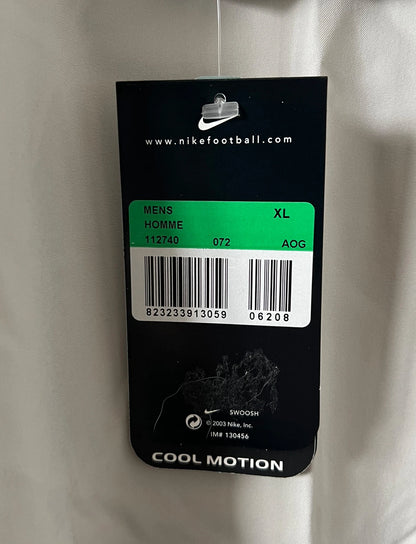 www.nikefootball.com
MENS XL
HOMME
112740 072 AOG
823233913059 06208
SWOOSH
© 2003 Nike, Inc.
IM# 130456
COOL MOTION